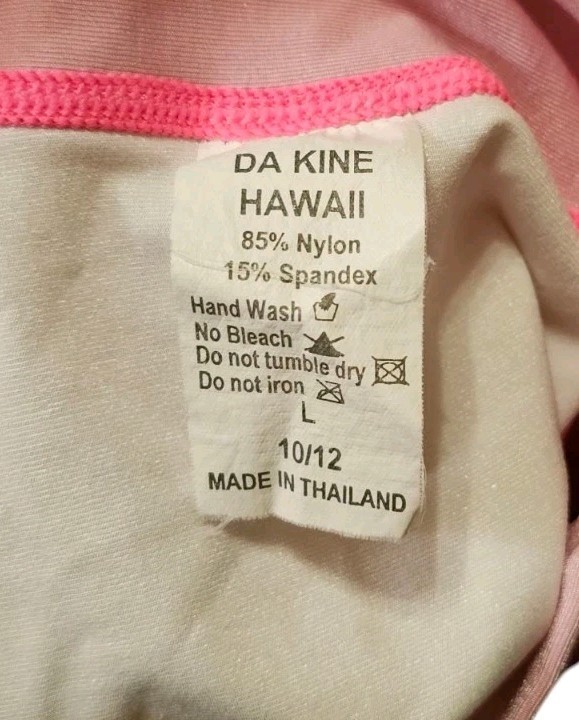 DA KINE
HAWAII
85% Nylon
15% Spandex
Hand Wash
No Bleach
Do not tumble dry
Do not iron
L
10/12
MADE IN THAILAND